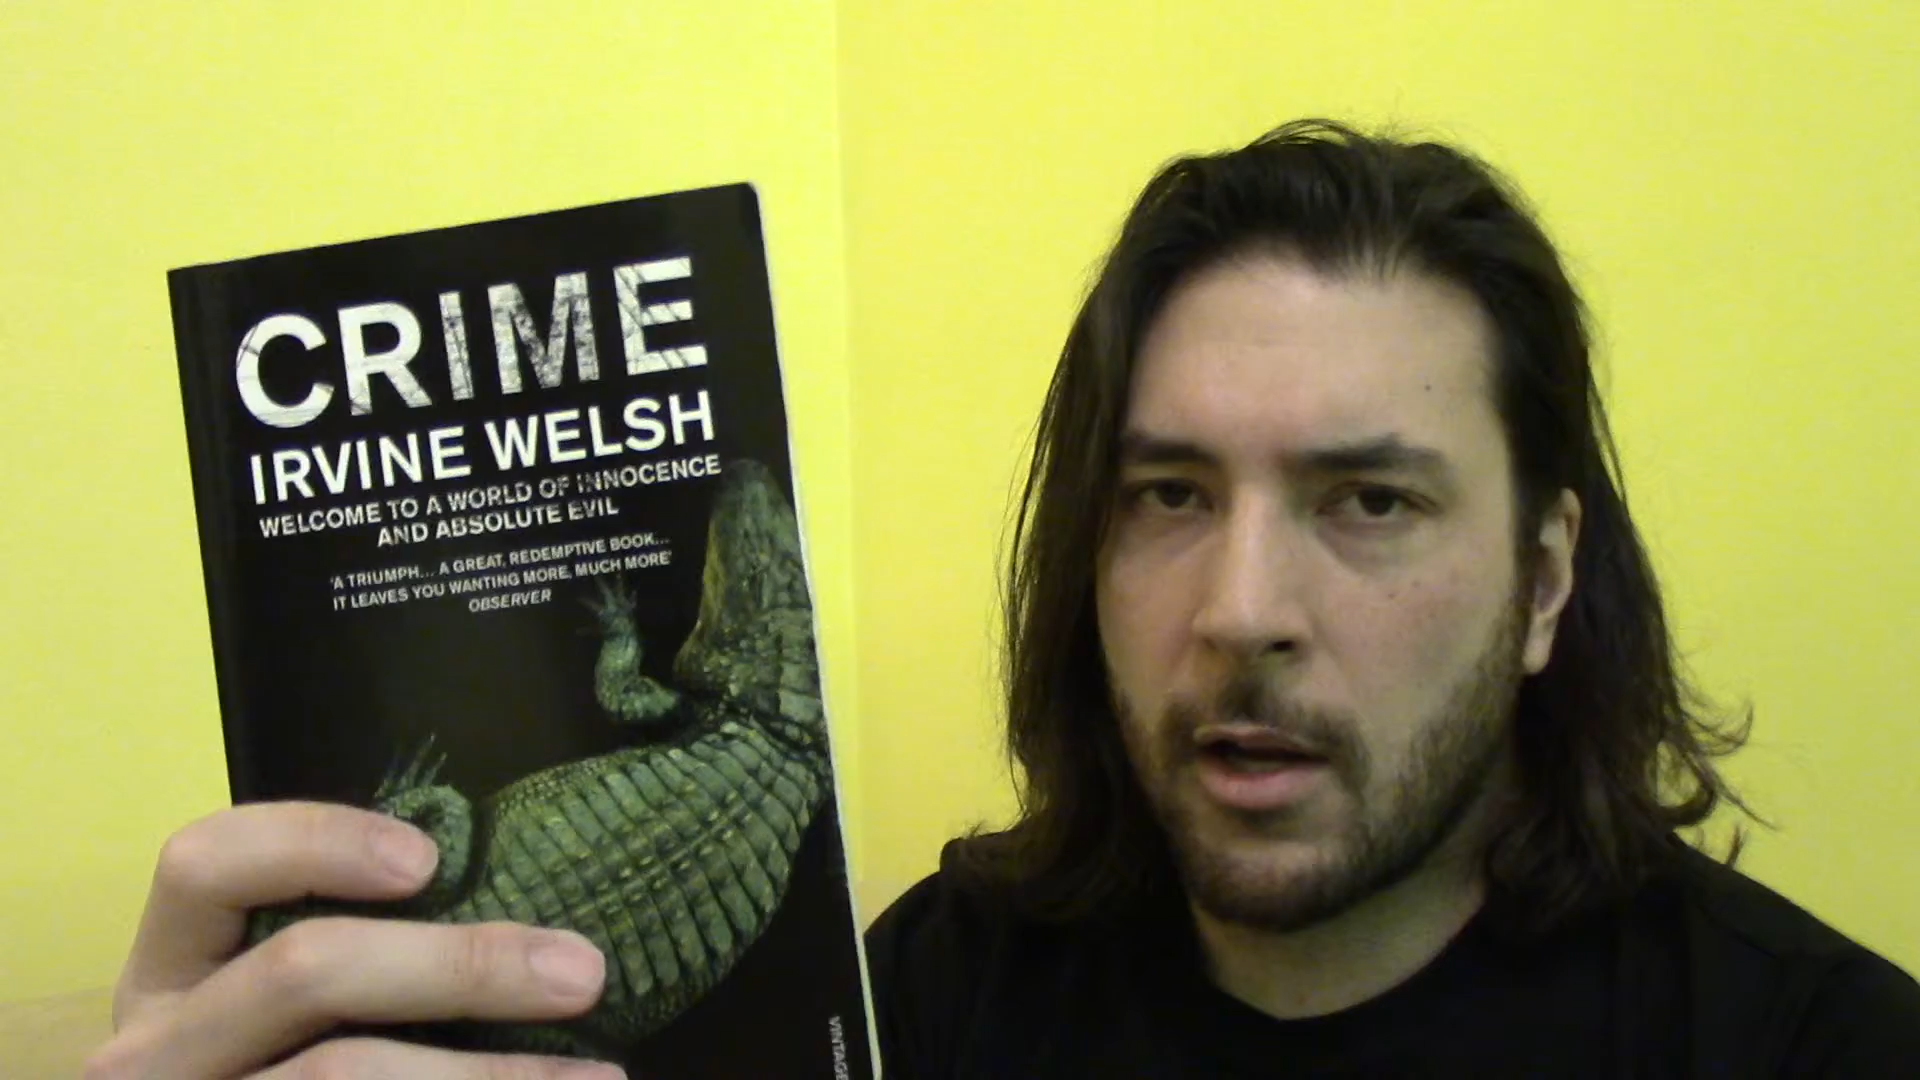 CRIME
IRVINE WELSH
WELCOME TO A WORLD OF INNOCENCE
AND ABSOLUTE EVIL
'A TRIUMPH... A GREAT, REDEMPTIVE BOOK...
IT LEAVES YOU WANTING MORE, MUCH MORE'
OBSERVER
VINTAGE